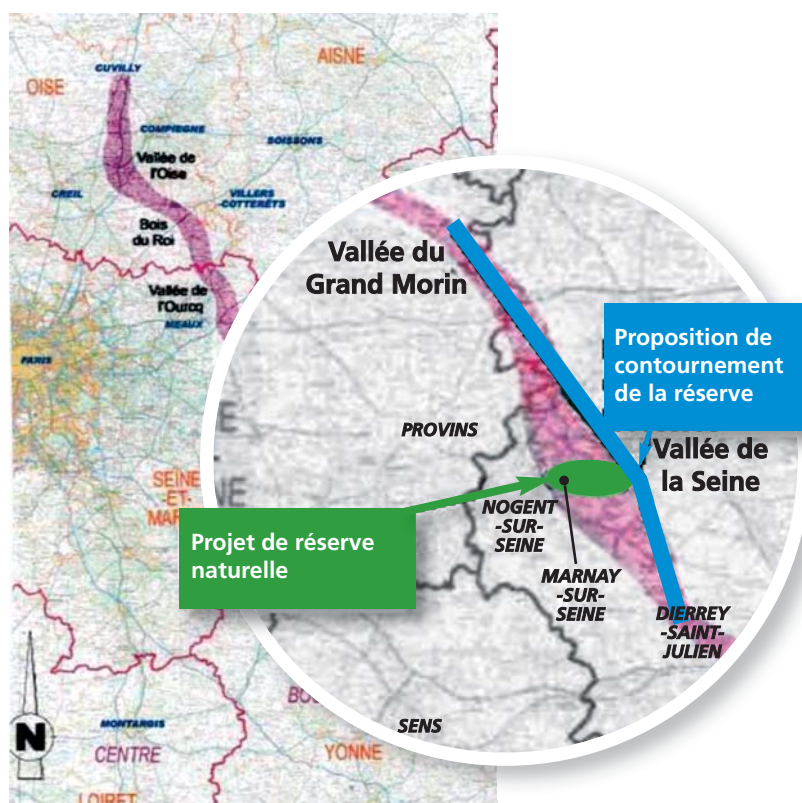 AISNE
CUVILLY
OISE
COMPIEGNE
SOISSONS
Vallée de
l'Oise
CREIL
VILLERS
-COTTERÊTS
Bois
du Roi
Vallée du
Grand Morin
Vallée de
l'Ourcq
MEAUX
Proposition de
contournement
de la réserve
PARIS
PROVINS
Vallée de
la Seine
SEINE
-ET-
NOGENT
-SUR-
SEINE
Projet de réserve
naturelle
MARNAY
-SUR-
SEINE
DIERREY
-SAINT-
JULIEN
N
MONTARGIS
SENS
CENTRE
YONNE
LOIRET